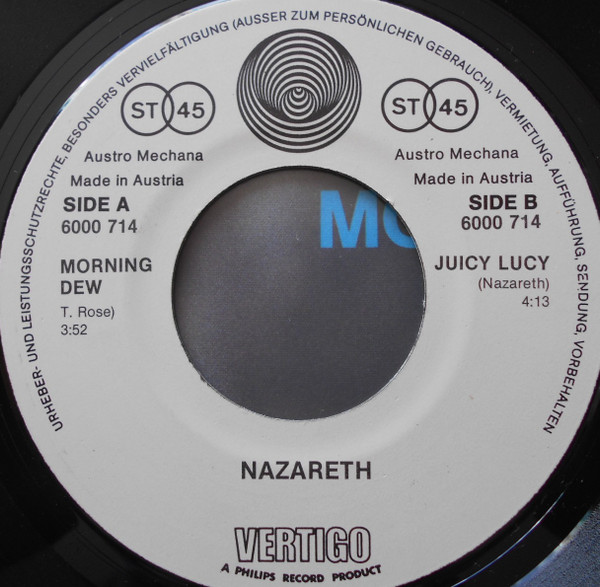 URHEBER- UND LEISTUNGSSCHUTZRECHTE, BESONDERS VERVIELFÄLTIGUNG (AUSSER ZUM PERSÖNLICHEN GEBRAUCH), VERMIETUNG, AUFFÜHRUNG, SENDUNG, VORBEHALTEN
ST 45
Austro Mechana
Made in Austria
SIDE A
6000 714
MORNING
DEW
T. Rose)
3:52
ST 45
Austro Mechana
Made in Austria
SIDE B
6000 714
JUICY LUCY
(Nazareth)
4:13
NAZARETH
VERTIGO
A PHILIPS RECORD PRODUCT